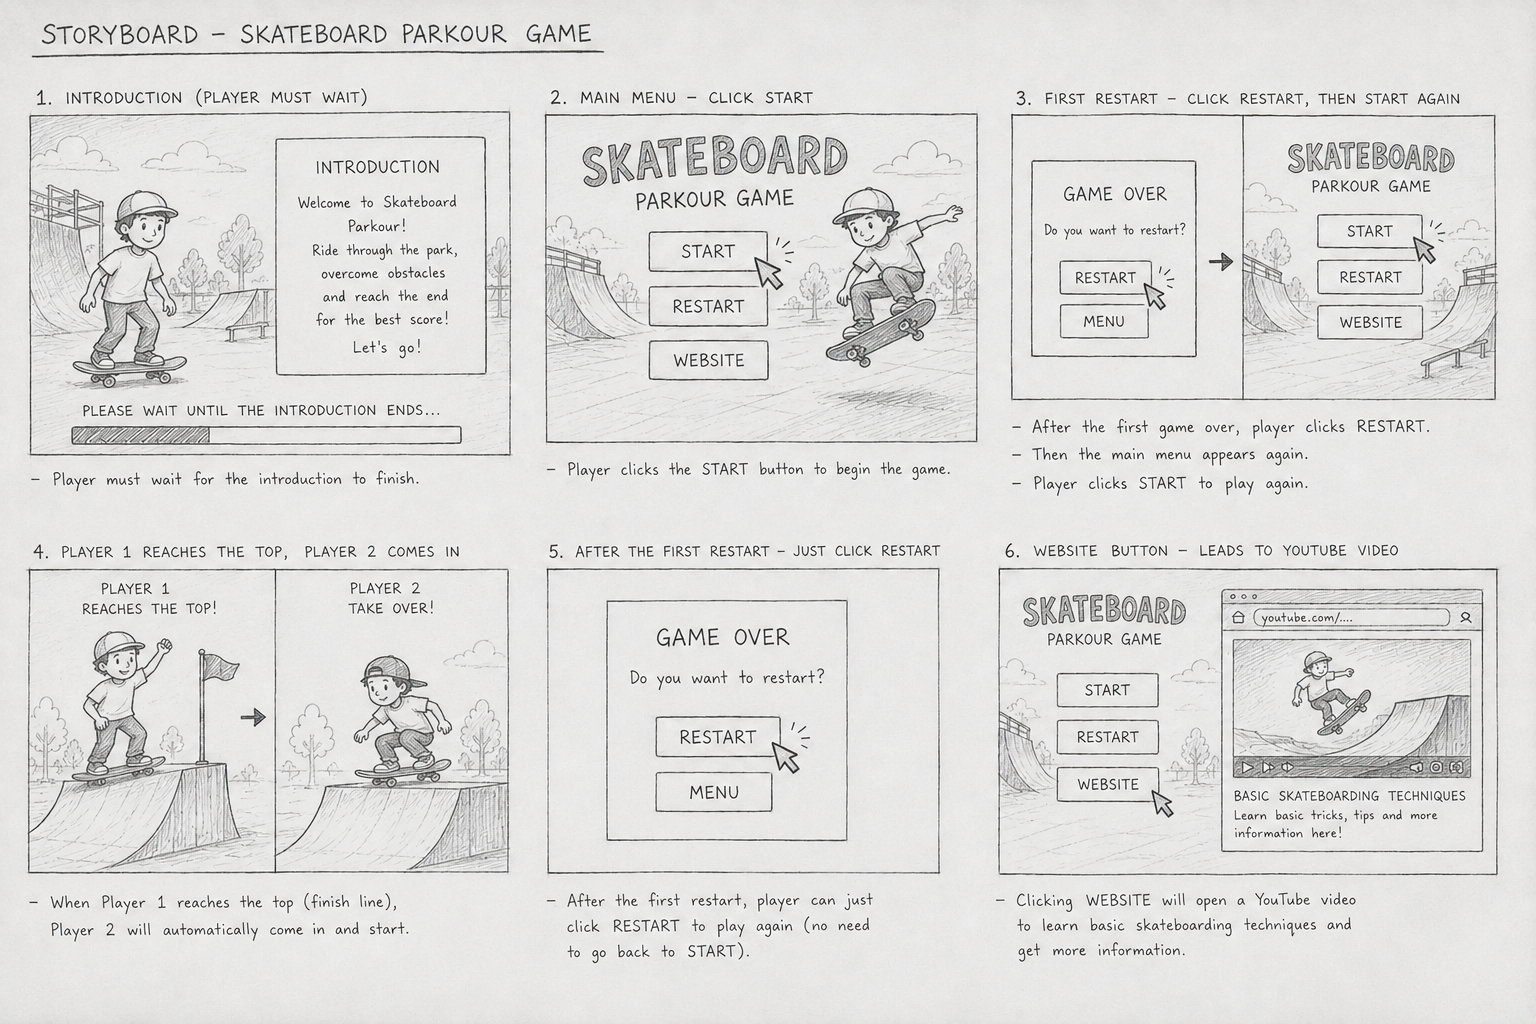 STORYBOARD – SKATEBOARD PARKOUR GAME
1. INTRODUCTION (PLAYER MUST WAIT)
INTRODUCTION
Welcome to Skateboard
Parkour!
Ride through the park,
overcome obstacles
and reach the end
for the best score!
Let's go!
PLEASE WAIT UNTIL THE INTRODUCTION ENDS...
– Player must wait for the introduction to finish.
2. MAIN MENU – CLICK START
SKATEBOARD
PARKOUR GAME
START
RESTART
WEBSITE
– Player clicks the START button to begin the game.
3. FIRST RESTART – CLICK RESTART, THEN START AGAIN
GAME OVER
Do you want to restart?
RESTART
MENU
SKATEBOARD
PARKOUR GAME
START
RESTART
WEBSITE
– After the first game over, player clicks RESTART.
– Then the main menu appears again.
– Player clicks START to play again.
4. PLAYER 1 REACHES THE TOP, PLAYER 2 COMES IN
PLAYER 1
REACHES THE TOP!
PLAYER 2
TAKE OVER!
– When Player 1 reaches the top (finish line),
Player 2 will automatically come in and start.
5. AFTER THE FIRST RESTART – JUST CLICK RESTART
GAME OVER
Do you want to restart?
RESTART
MENU
– After the first restart, player can just
click RESTART to play again (no need
to go back to START).
6. WEBSITE BUTTON – LEADS TO YOUTUBE VIDEO
SKATEBOARD
PARKOUR GAME
START
RESTART
WEBSITE
youtube.com/....
BASIC SKATEBOARDING TECHNIQUES
Learn basic tricks, tips and more
information here!
– Clicking WEBSITE will open a YouTube video
to learn basic skateboarding techniques and
get more information.